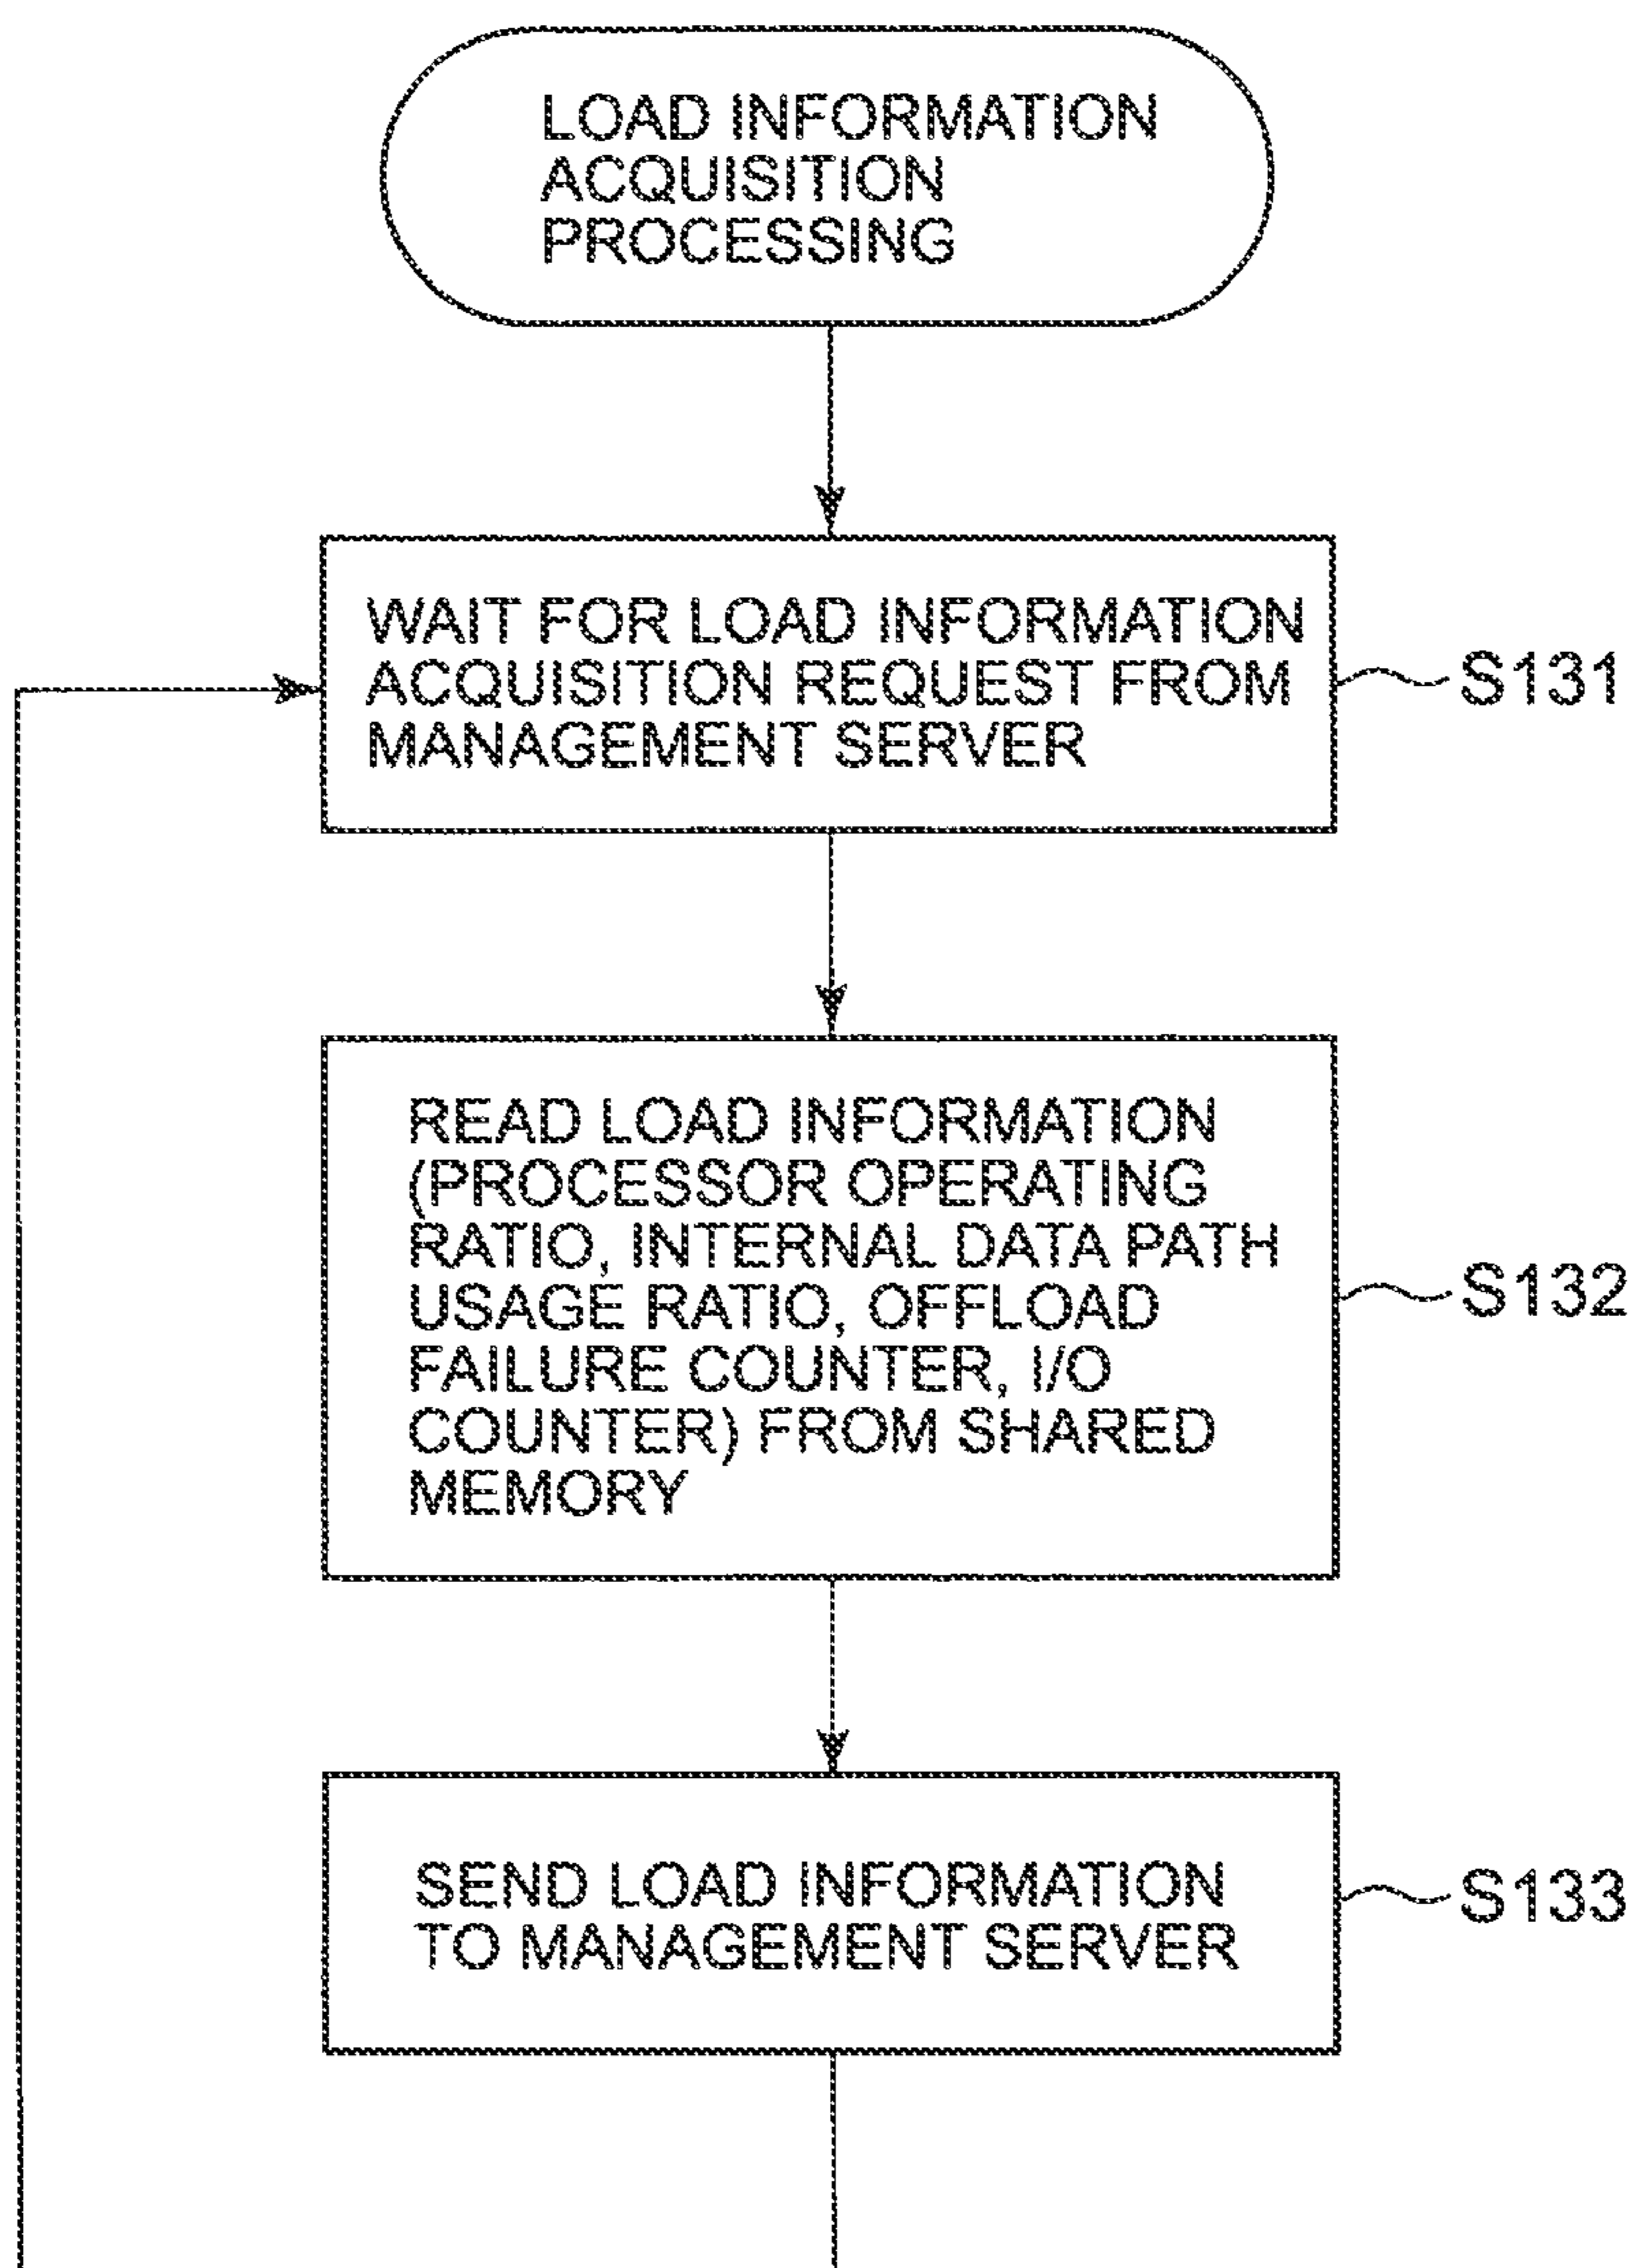 LOAD INFORMATION
ACQUISITION
PROCESSING
WAIT FOR LOAD INFORMATION
ACQUISITION REQUEST FROM
MANAGEMENT SERVER
S131
READ LOAD INFORMATION
(PROCESSOR OPERATING
RATIO, INTERNAL DATA PATH
USAGE RATIO, OFFLOAD
FAILURE COUNTER, I/O
COUNTER) FROM SHARED
MEMORY
S132
SEND LOAD INFORMATION
TO MANAGEMENT SERVER
S133